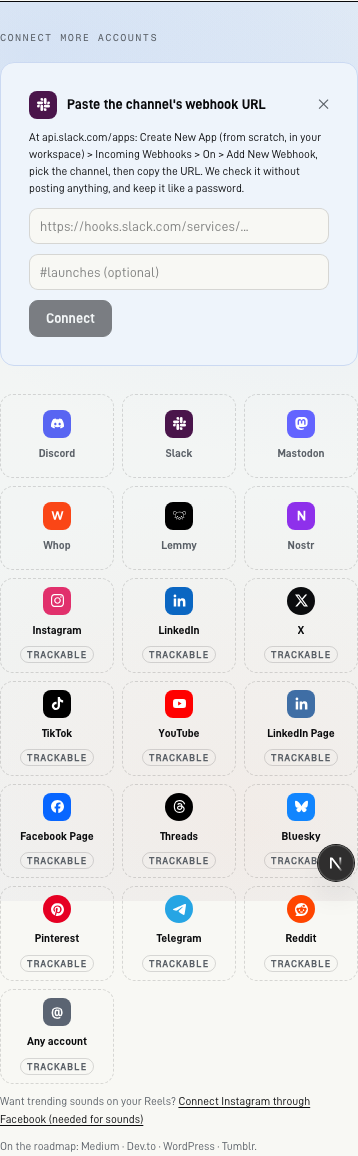 CONNECT MORE ACCOUNTS
Paste the channel's webhook URL
At api.slack.com/apps: Create New App (from scratch, in your
workspace) > Incoming Webhooks > On > Add New Webhook,
pick the channel, then copy the URL. We check it without
posting anything, and keep it like a password.
https://hooks.slack.com/services/...
#launches (optional)
Connect
Discord
Slack
Mastodon
W
N
Whop
Lemmy
Nostr
in
X
Instagram
LinkedIn
X
TRACKABLE
TRACKABLE
TRACKABLE
in
TikTok
YouTube
LinkedIn Page
TRACKABLE
TRACKABLE
TRACKABLE
Facebook Page
Threads
Bluesky
TRACKABLE
TRACKABLE
TRACKAB
N
Pinterest
Telegram
Reddit
TRACKABLE
TRACKABLE
TRACKABLE
@
Any account
TRACKABLE
Want trending sounds on your Reels? Connect Instagram through
Facebook (needed for sounds)
On the roadmap: Medium · Dev.to · WordPress · Tumblr.